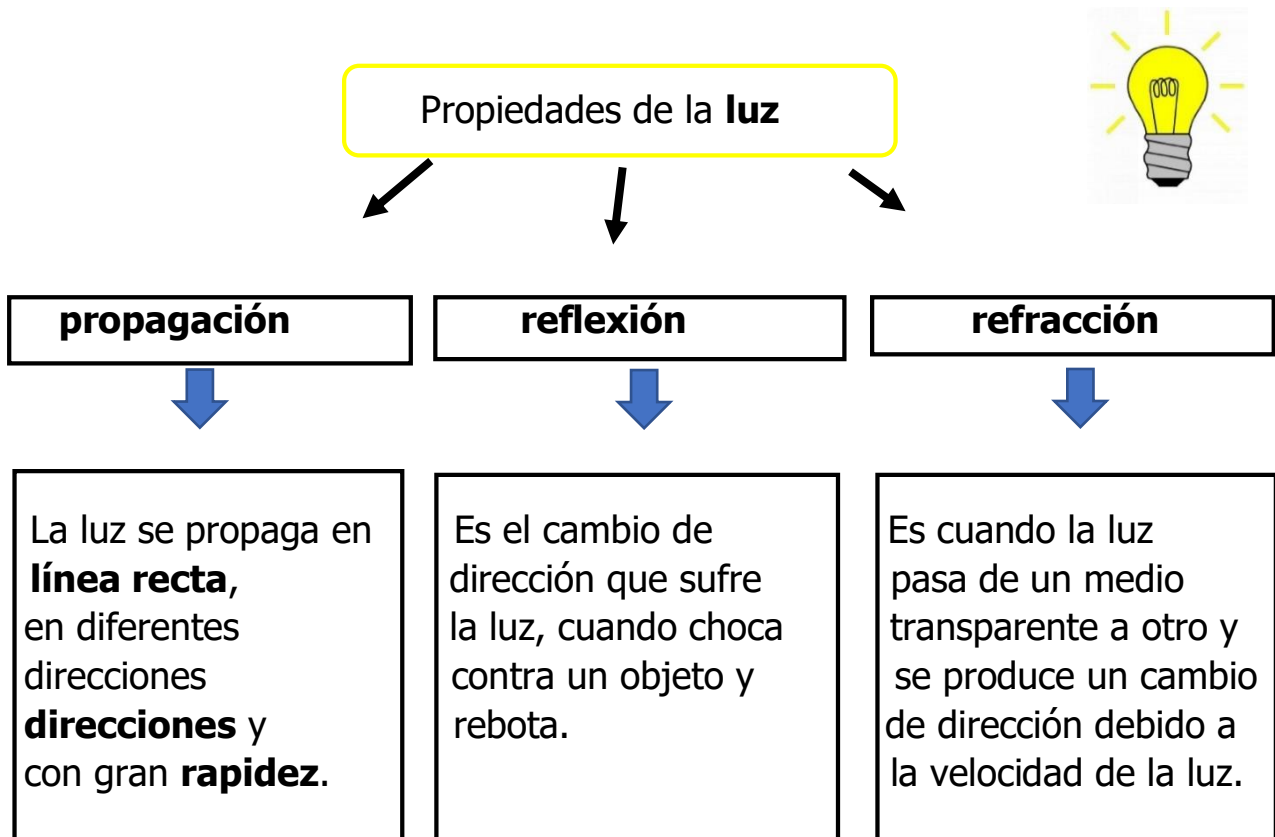 Propiedades de la luz
propagación
reflexión
refracción
La luz se propaga en
línea recta,
en diferentes
direcciones
direcciones y
con gran rapidez.
Es el cambio de
dirección que sufre
la luz, cuando choca
contra un objeto y
rebota.
Es cuando la luz
pasa de un medio
transparente a otro y
se produce un cambio
de dirección debido a
la velocidad de la luz.